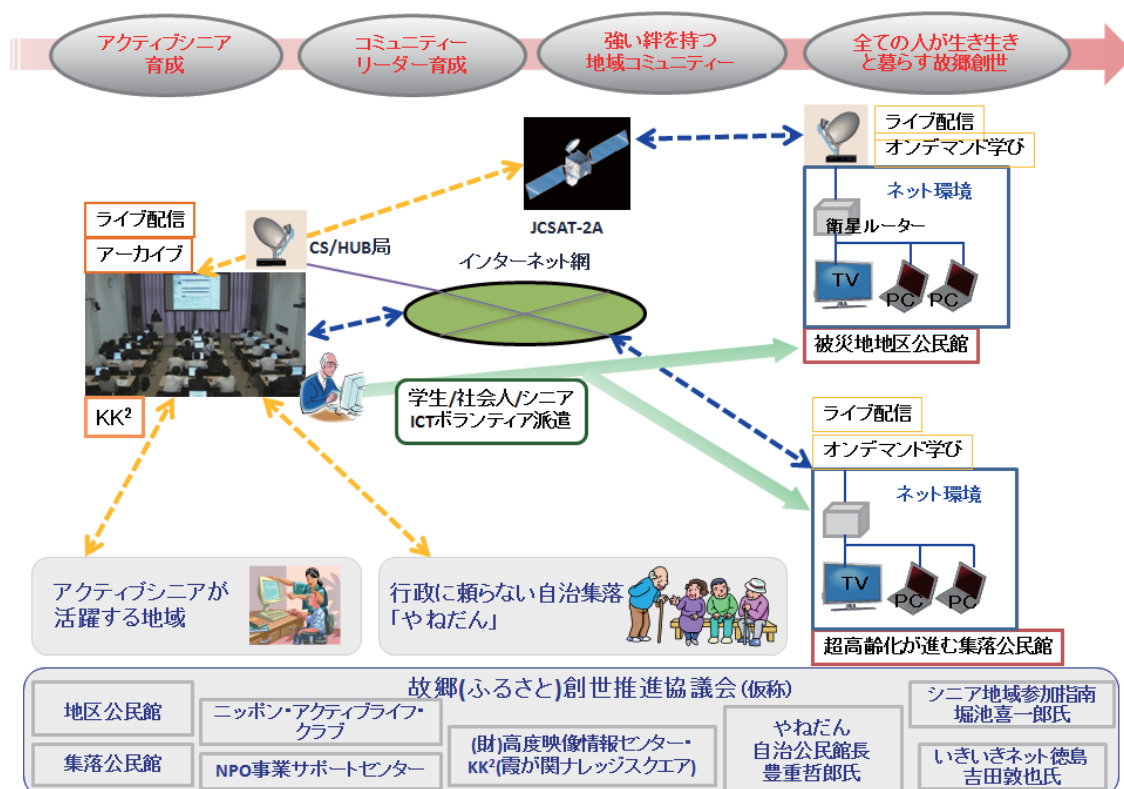 アクティブシニア
育成
コミュニティー
リーダー育成
強い絆を持つ
地域コミュニティー
全ての人が生き生き
と暮らす故郷創世
ライブ配信
オンデマンド学び
ネット環境
衛星ルーター
TV
PC
PC
被災地地区公民館
JCSAT-2A
ライブ配信
アーカイブ
CS/HUB局
インターネット網
KK²
学生/社会人/シニア
ICTボランティア派遣
ライブ配信
オンデマンド学び
ネット環境
TV
PC
PC
超高齢化が進む集落公民館
アクティブシニアが
活躍する地域
行政に頼らない自治集落
「やねだん」
故郷(ふるさと)創世推進協議会(仮称)
地区公民館
集落公民館
ニッポン・アクティブライフ・
クラブ
NPO事業サポートセンター
(財)高度映像情報センター・
KK²(霞が関ナレッジスクエア)
やねだん
自治公民館長
豊重哲郎氏
シニア地域参加指南
堀池喜一郎氏
いきいきネット徳島
吉田敦也氏